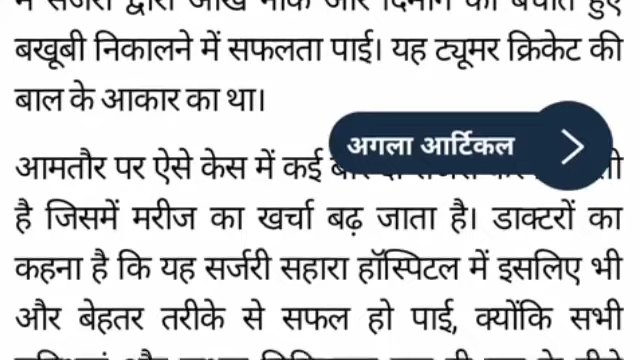 में सर्जरी द्वारा आंख नाक और दिमाग को बचाते हुए
बखूबी निकालने में सफलता पाई। यह ट्यूमर क्रिकेट की
बाल के आकार का था।
अगला आर्टिकल
आमतौर पर ऐसे केस में कई
है जिसमें मरीज का खर्चा बढ़ जाता है। डाक्टरों का
कहना है कि यह सर्जरी सहारा हॉस्पिटल में इसलिए भी
और बेहतर तरीके से सफल हो पाई, क्योंकि सभी